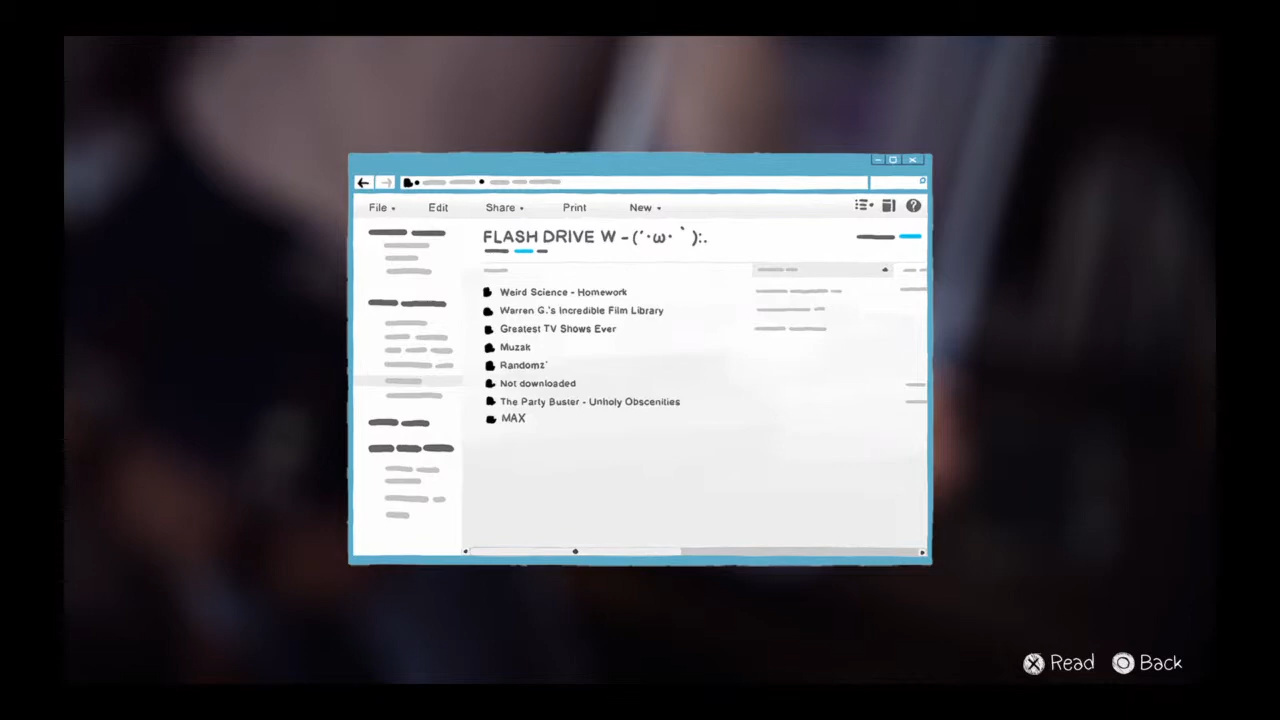 File Edit Share Print New
FLASH DRIVE W - (´・ω・`):.
Weird Science - Homework
Warren G.'s Incredible Film Library
Greatest TV Shows Ever
Muzak
Randomz'
Not downloaded
The Party Buster - Unholy Obscenities
MAX
Read Back